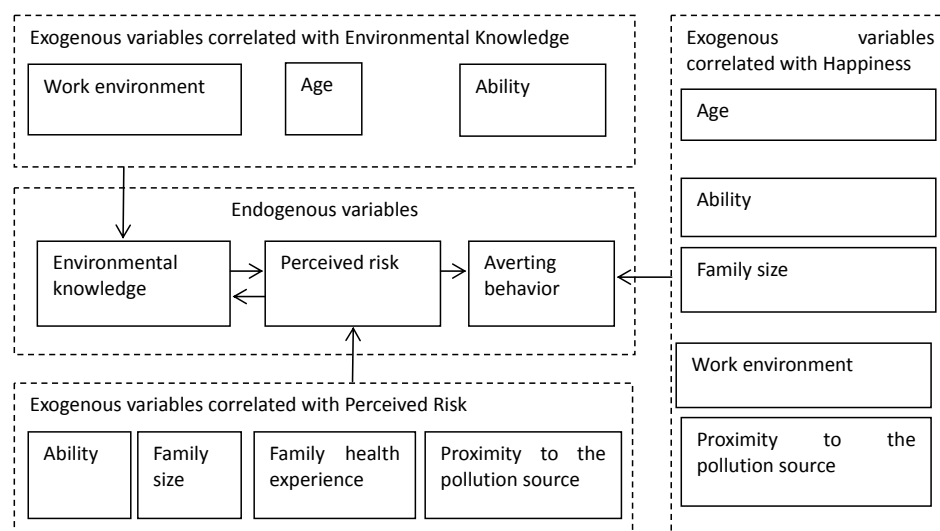 Exogenous variables correlated with Environmental Knowledge
Work environment
Age
Ability
Endogenous variables
Environmental
knowledge
Perceived risk
Averting
behavior
Exogenous variables correlated with Perceived Risk
Ability
Family
size
Family health
experience
Proximity to the
pollution source
Exogenous variables
correlated with Happiness
Age
Ability
Family size
Work environment
Proximity to the
pollution source